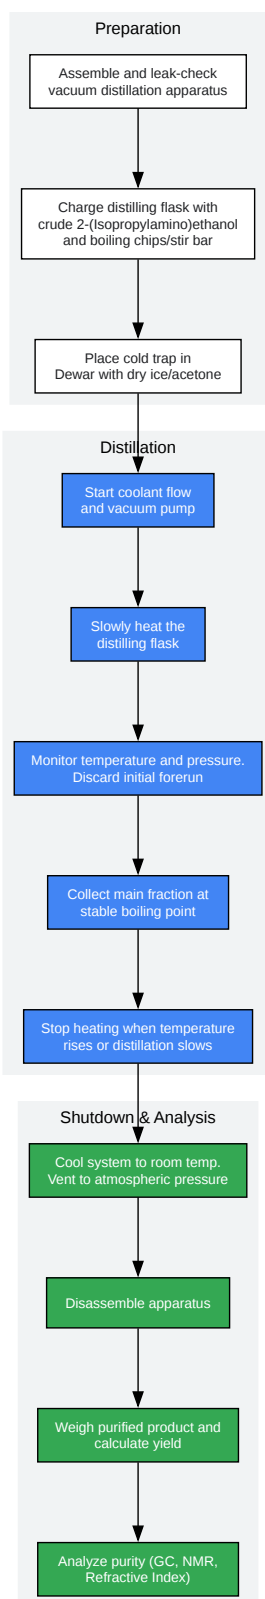 Preparation
Assemble and leak-check
vacuum distillation apparatus
Charge distilling flask with
crude 2-(Isopropylamino)ethanol
and boiling chips/stir bar
Place cold trap in
Dewar with dry ice/acetone
Distillation
Start coolant flow
and vacuum pump
Slowly heat the
distilling flask
Monitor temperature and pressure.
Discard initial forerun
Collect main fraction at
stable boiling point
Stop heating when temperature
rises or distillation slows
Shutdown & Analysis
Cool system to room temp.
Vent to atmospheric pressure
Disassemble apparatus
Weigh purified product and
calculate yield
Analyze purity (GC, NMR,
Refractive Index)